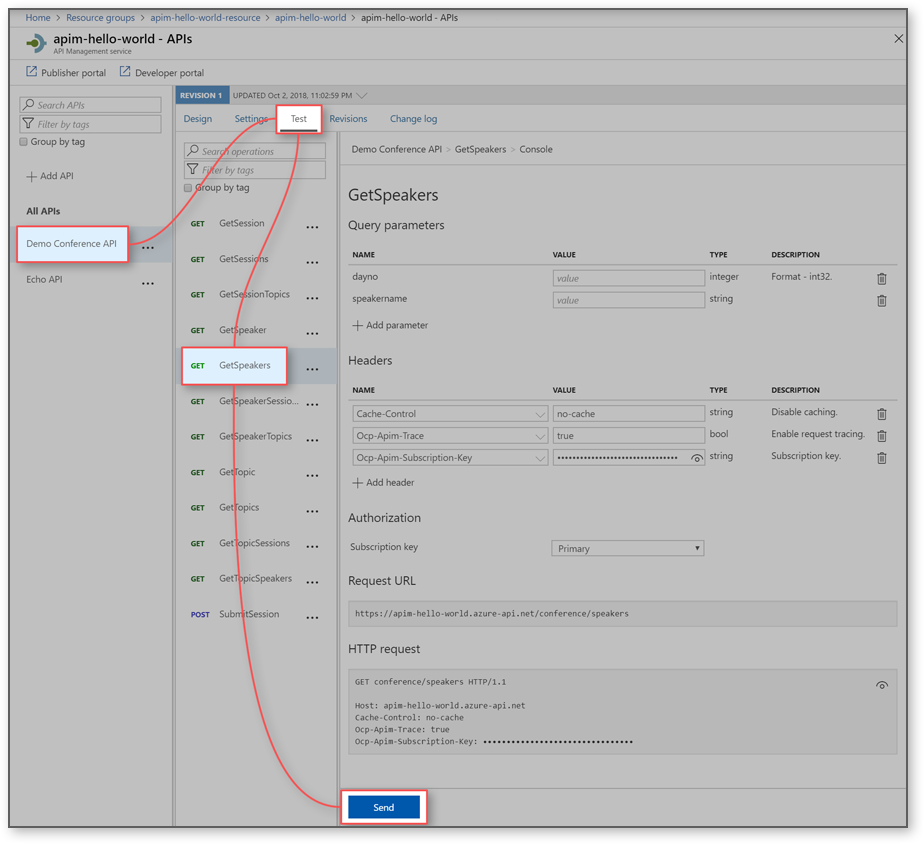 Home > Resource groups > apim-hello-world-resource > apim-hello-world > apim-hello-world - APIs
apim-hello-world - APIs
API Management service
Publisher portal Developer portal
Search APIs
Filter by tags
Group by tag
+ Add API
All APIs
Demo Conference API ...
Echo API ...
REVISION 1 UPDATED Oct 2, 2018, 11:02:59 PM
Design Settings Test Revisions Change log
Search operations
Filter by tags
Group by tag
GET GetSession ...
GET GetSessions ...
GET GetSessionTopics ...
GET GetSpeaker ...
GET GetSpeakers ...
GET GetSpeakerSessio... ...
GET GetSpeakerTopics ...
GET GetTopic ...
GET GetTopics ...
GET GetTopicSessions ...
GET GetTopicSpeakers ...
POST SubmitSession ...
Demo Conference API > GetSpeakers > Console
GetSpeakers
Query parameters
NAME VALUE TYPE DESCRIPTION
dayno value integer Format - int32.
speakername value string
+ Add parameter
Headers
NAME VALUE TYPE DESCRIPTION
Cache-Control no-cache string Disable caching.
Ocp-Apim-Trace true bool Enable request tracing.
Ocp-Apim-Subscription-Key •••••••••••••••••••••••••••••••• string Subscription key.
+ Add header
Authorization
Subscription key Primary
Request URL
https://apim-hello-world.azure-api.net/conference/speakers
HTTP request
GET conference/speakers HTTP/1.1
Host: apim-hello-world.azure-api.net
Cache-Control: no-cache
Ocp-Apim-Trace: true
Ocp-Apim-Subscription-Key: ••••••••••••••••••••••••••••••••
Send